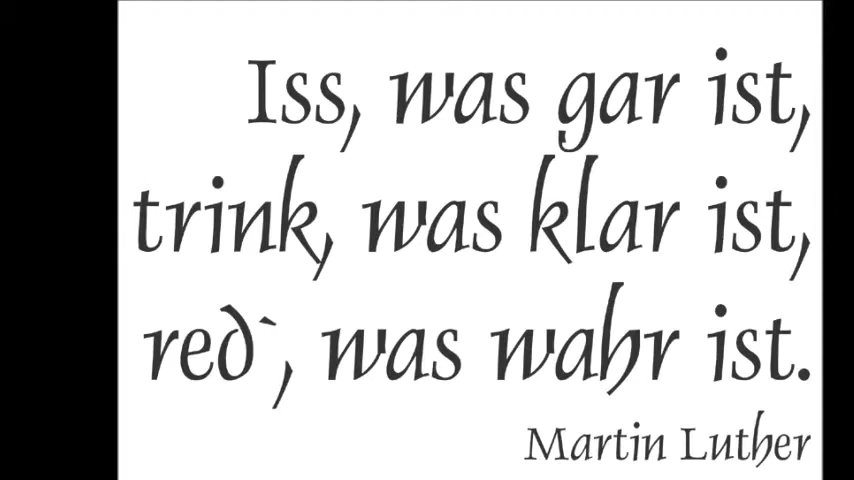 Iss, was gar ist,
trink, was klar ist,
red`, was wahr ist.
Martin Luther